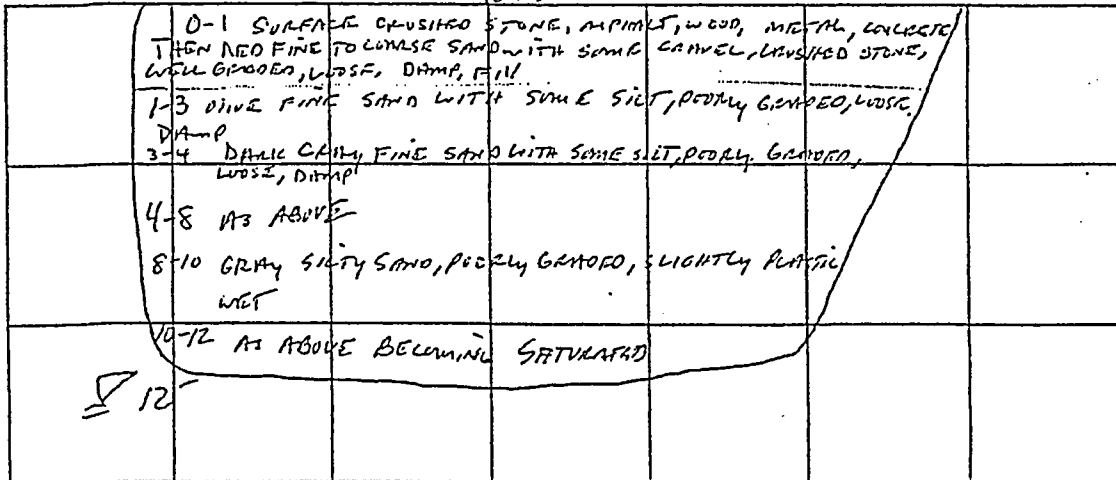 0-1 SURFACE CRUSHED STONE, ASPHALT, WOOD, METAL, CONCRETE
THEN RED FINE TO COARSE SAND WITH SOME GRAVEL, CRUSHED STONE,
WELL GRADED, LOOSE, DAMP, FILL
1-3 OLIVE FINE SAND WITH SOME SILT, POORLY GRADED, LOOSE,
DAMP
3-4 DARK GRAY FINE SAND WITH SOME SILT, POORLY GRADED,
LOOSE, DAMP
4-8 AS ABOVE
8-10 GRAY SILTY SAND, POORLY GRADED, SLIGHTLY PLASTIC
WET
10-12 AS ABOVE BECOMING SATURATED
12'